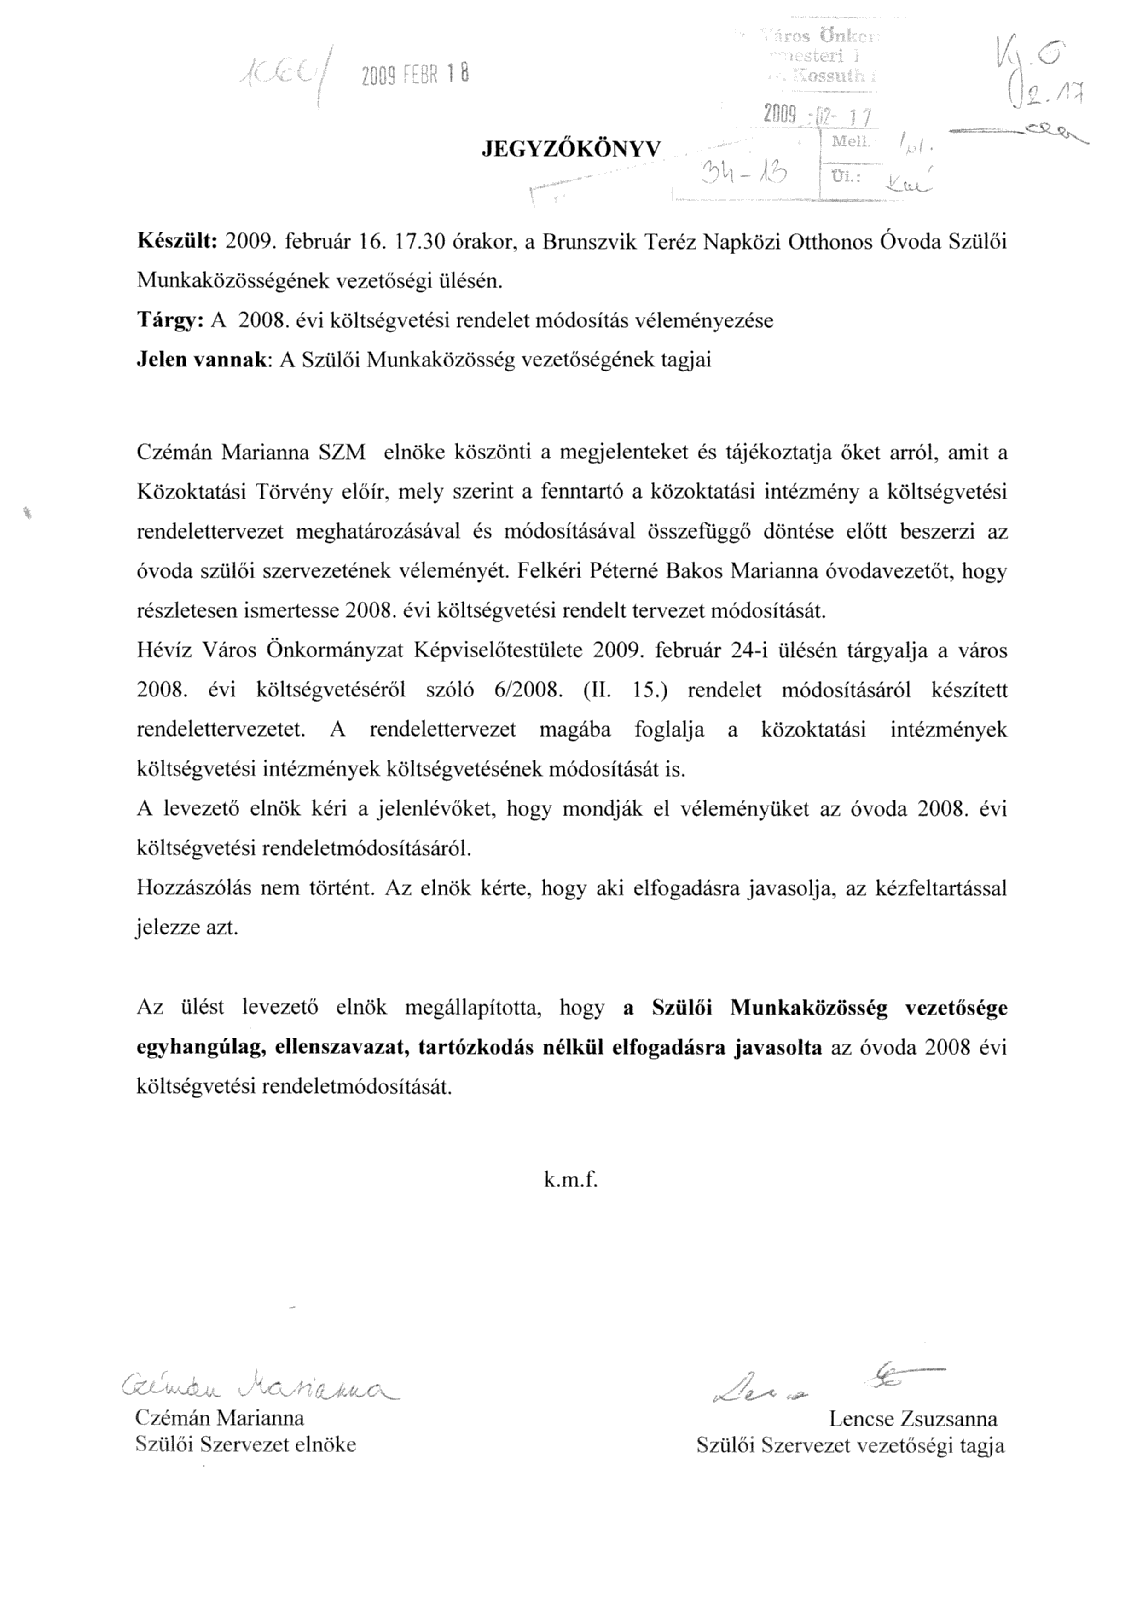 Város Önkor
mesteri
Kossuth
2009 FEBR 18
2009 -02- 17
2.17
JEGYZŐKÖNYV
Mell.
34-13
Üi.:
Készült: 2009. február 16. 17.30 órakor, a Brunszvik Teréz Napközi Otthonos Óvoda Szülői
Munkaközösségének vezetőségi ülésén.
Tárgy: A 2008. évi költségvetési rendelet módosítás véleményezése
Jelen vannak: A Szülői Munkaközösség vezetőségének tagjai
Czémán Marianna SZM elnöke köszönti a megjelenteket és tájékoztatja őket arról, amit a
Közoktatási Törvény előír, mely szerint a fenntartó a közoktatási intézmény a költségvetési
rendelettervezet meghatározásával és módosításával összefüggő döntése előtt beszerzi az
óvoda szülői szervezetének véleményét. Felkéri Péterné Bakos Marianna óvodavezetőt, hogy
részletesen ismertesse 2008. évi költségvetési rendelt tervezet módosítását.
Hévíz Város Önkormányzat Képviselőtestülete 2009. február 24-i ülésén tárgyalja a város
2008. évi költségvetéséről szóló 6/2008. (II. 15.) rendelet módosításáról készített
rendelettervezetet. A rendelettervezet magába foglalja a közoktatási intézmények
költségvetési intézmények költségvetésének módosítását is.
A levezető elnök kéri a jelenlévőket, hogy mondják el véleményüket az óvoda 2008. évi
költségvetési rendeletmódosításáról.
Hozzászólás nem történt. Az elnök kérte, hogy aki elfogadásra javasolja, az kézfeltartással
jelezze azt.
Az ülést levezető elnök megállapította, hogy a Szülői Munkaközösség vezetősége
egyhangúlag, ellenszavazat, tartózkodás nélkül elfogadásra javasolta az óvoda 2008 évi
költségvetési rendeletmódosítását.
k.m.f.
Czémán Marianna
Czémán Marianna
Szülői Szervezet elnöke
Lencse Zsuzsanna
Szülői Szervezet vezetőségi tagja